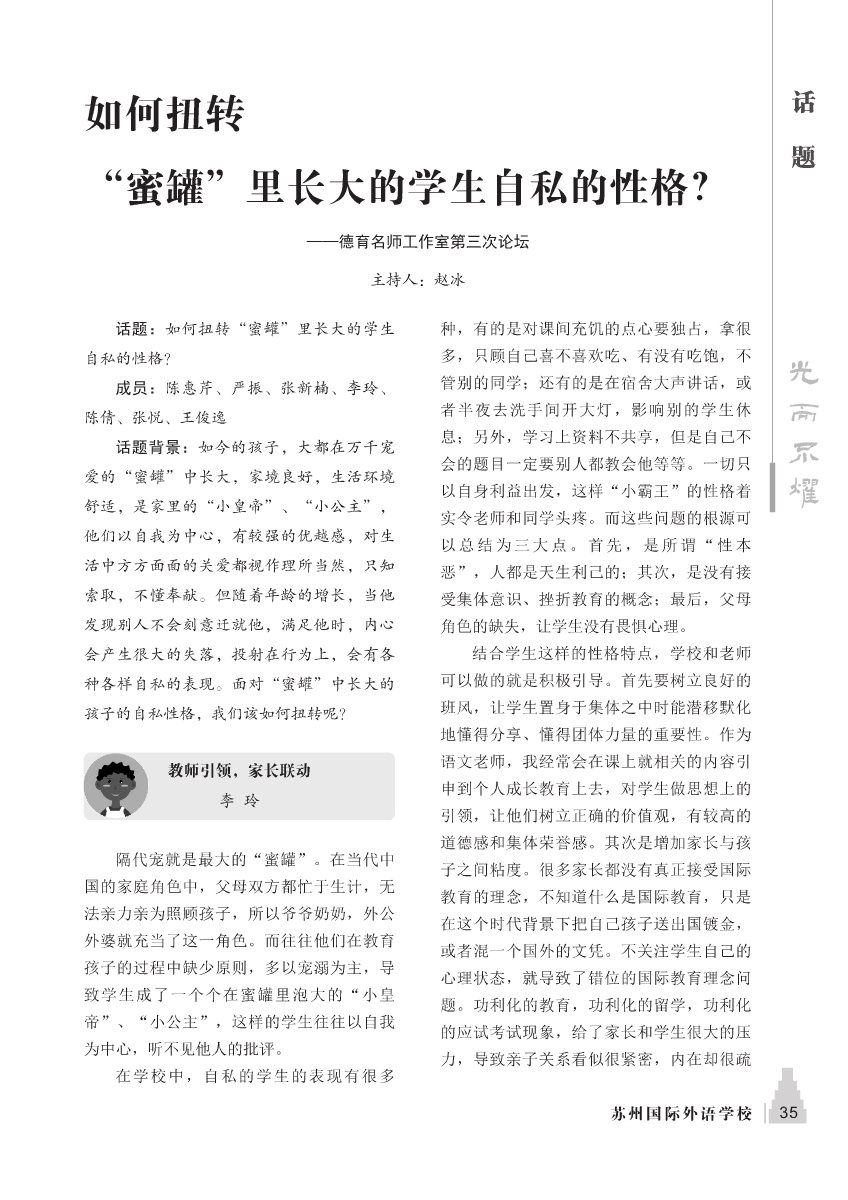 如何扭转
“蜜罐”里长大的学生自私的性格？
——德育名师工作室第三次论坛
主持人：赵冰
话题：如何扭转“蜜罐”里长大的学生
自私的性格？
成员：陈惠芹、严振、张新楠、李玲、
陈倩、张悦、王俊逸
话题背景：如今的孩子，大都在万千宠
爱的“蜜罐”中长大，家境良好，生活环境
舒适，是家里的“小皇帝”、“小公主”，
他们以自我为中心，有较强的优越感，对生
活中方方面面的关爱都视作理所当然，只知
索取，不懂奉献。但随着年龄的增长，当他
发现别人不会刻意迁就他，满足他时，内心
会产生很大的失落，投射在行为上，会有各
种各样自私的表现。面对“蜜罐”中长大的
孩子的自私性格，我们该如何扭转呢？
教师引领，家长联动
李 玲
隔代宠就是最大的“蜜罐”。在当代中
国的家庭角色中，父母双方都忙于生计，无
法亲力亲为照顾孩子，所以爷爷奶奶，外公
外婆就充当了这一角色。而往往他们在教育
孩子的过程中缺少原则，多以宠溺为主，导
致学生成了一个个在蜜罐里泡大的“小皇
帝”、“小公主”，这样的学生往往以自我
为中心，听不见他人的批评。
在学校中，自私的学生的表现有很多
种，有的是对课间充饥的点心要独占，拿很
多，只顾自己喜不喜欢吃、有没有吃饱，不
管别的同学；还有的是在宿舍大声讲话，或
者半夜去洗手间开大灯，影响别的学生休
息；另外，学习上资料不共享，但是自己不
会的题目一定要别人都教会他等等。一切只
以自身利益出发，这样“小霸王”的性格着
实令老师和同学头疼。而这些问题的根源可
以总结为三大点。首先，是所谓“性本
恶”，人都是天生利己的；其次，是没有接
受集体意识、挫折教育的概念；最后，父母
角色的缺失，让学生没有畏惧心理。
结合学生这样的性格特点，学校和老师
可以做的就是积极引导。首先要树立良好的
班风，让学生置身于集体之中时能潜移默化
地懂得分享、懂得团体力量的重要性。作为
语文老师，我经常会在课上就相关的内容引
申到个人成长教育上去，对学生做思想上的
引领，让他们树立正确的价值观，有较高的
道德感和集体荣誉感。其次是增加家长与孩
子之间粘度。很多家长都没有真正接受国际
教育的理念，不知道什么是国际教育，只是
在这个时代背景下把自己孩子送出国镀金，
或者混一个国外的文凭。不关注学生自己的
心理状态，就导致了错位的国际教育理念问
题。功利化的教育，功利化的留学，功利化
的应试考试现象，给了家长和学生很大的压
力，导致亲子关系看似很紧密，内在却很疏
话题
光而不耀
苏州国际外语学校
35